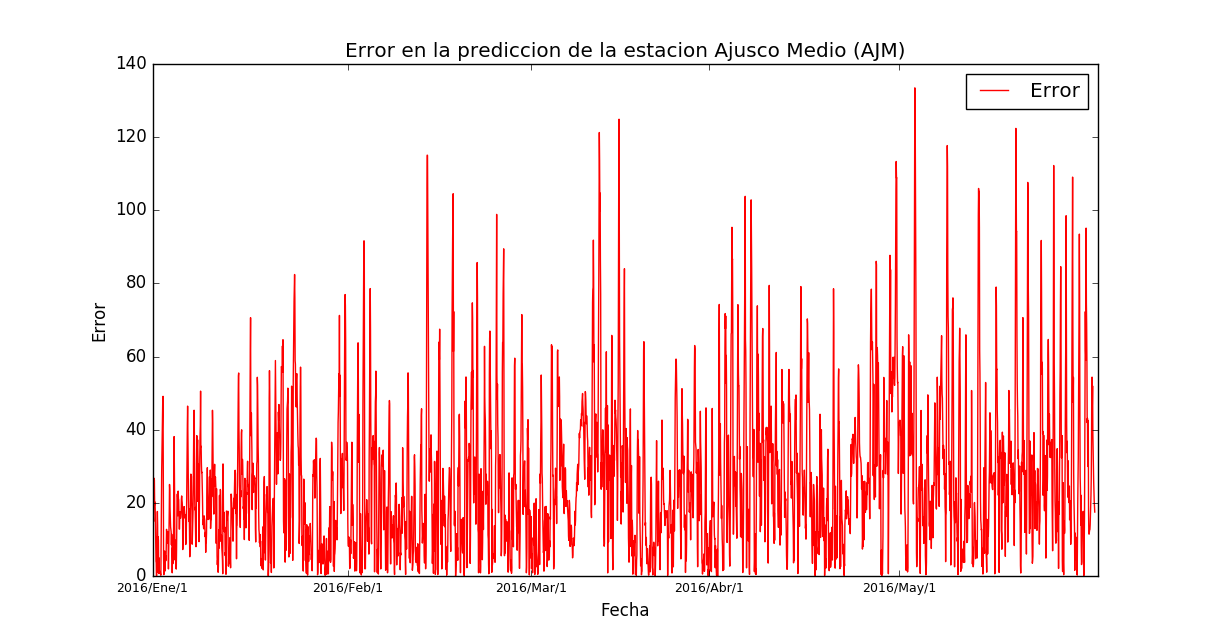 Error en la prediccion de la estacion Ajusco Medio (AJM)
140
120
100
80
60
40
20
0
Error
Error
2016/Ene/1
2016/Feb/1
2016/Mar/1
2016/Abr/1
2016/May/1
Fecha